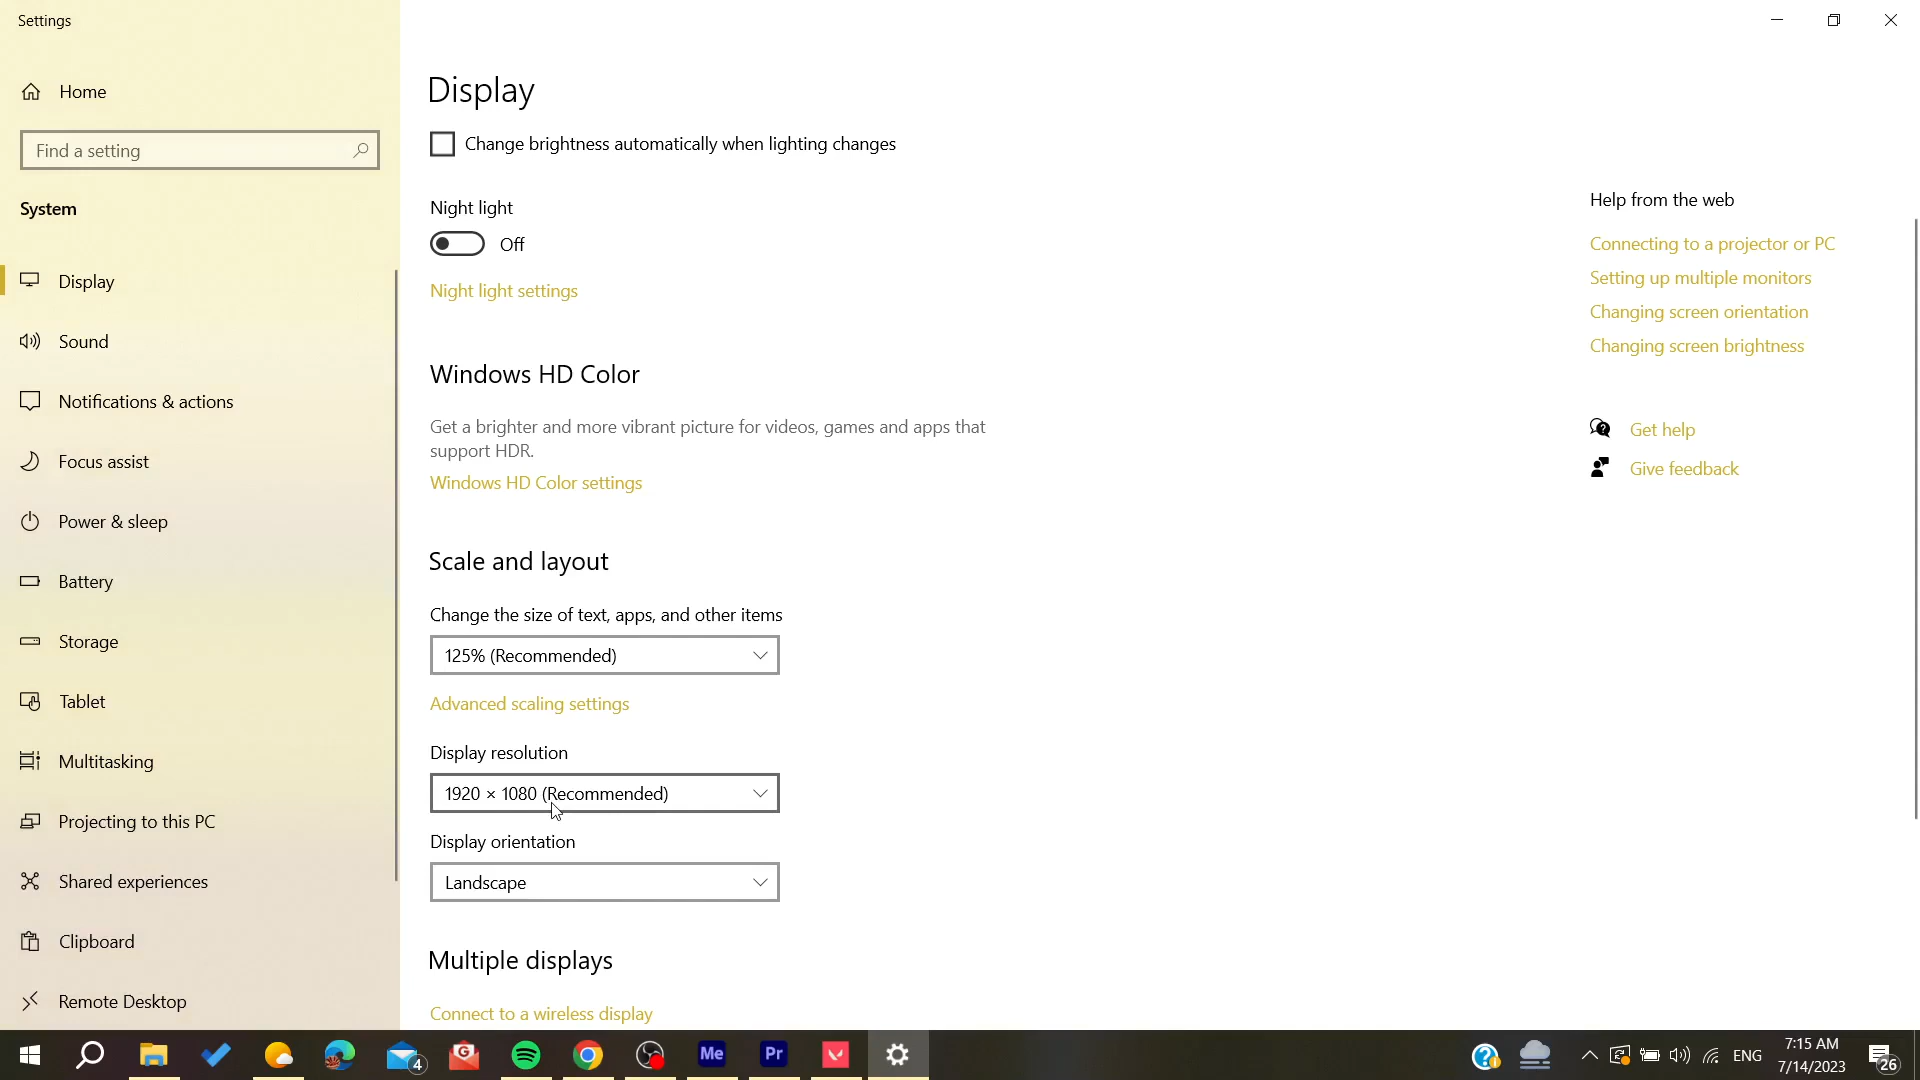 Settings
Home
Find a setting
System
Display
Sound
Notifications & actions
Focus assist
Power & sleep
Battery
Storage
Tablet
Multitasking
Projecting to this PC
Shared experiences
Clipboard
Remote Desktop
Display
Change brightness automatically when lighting changes
Night light
Off
Night light settings
Windows HD Color
Get a brighter and more vibrant picture for videos, games and apps that
support HDR.
Windows HD Color settings
Scale and layout
Change the size of text, apps, and other items
125% (Recommended)
Advanced scaling settings
Display resolution
1920 × 1080 (Recommended)
Display orientation
Landscape
Multiple displays
Connect to a wireless display
Help from the web
Connecting to a projector or PC
Setting up multiple monitors
Changing screen orientation
Changing screen brightness
Get help
Give feedback
4
G
Me
Pr
ENG
7:15 AM
7/14/2023
26